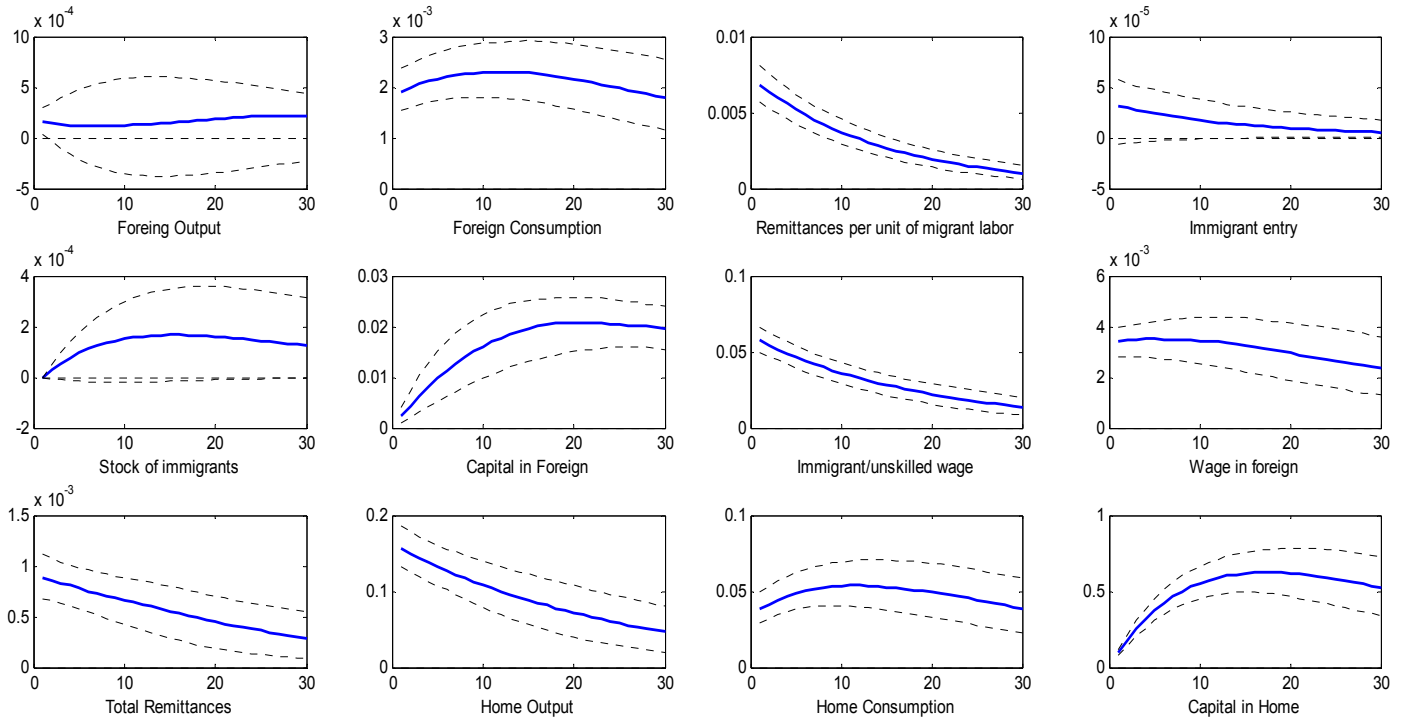 x 10-4
10
5
0
-5
0 10 20 30
Foreing Output
x 10-3
3
2
1
0
0 10 20 30
Foreign Consumption
0.01
0.005
0
0 10 20 30
Remittances per unit of migrant labor
x 10-5
10
5
0
-5
0 10 20 30
Immigrant entry
x 10-4
4
2
0
-2
0 10 20 30
Stock of immigrants
0.03
0.02
0.01
0
0 10 20 30
Capital in Foreign
0.1
0.05
0
0 10 20 30
Immigrant/unskilled wage
x 10-3
6
4
2
0
0 10 20 30
Wage in foreign
x 10-3
1.5
1
0.5
0
0 10 20 30
Total Remittances
0.2
0.1
0
0 10 20 30
Home Output
0.1
0.05
0
0 10 20 30
Home Consumption
1
0.5
0
0 10 20 30
Capital in Home